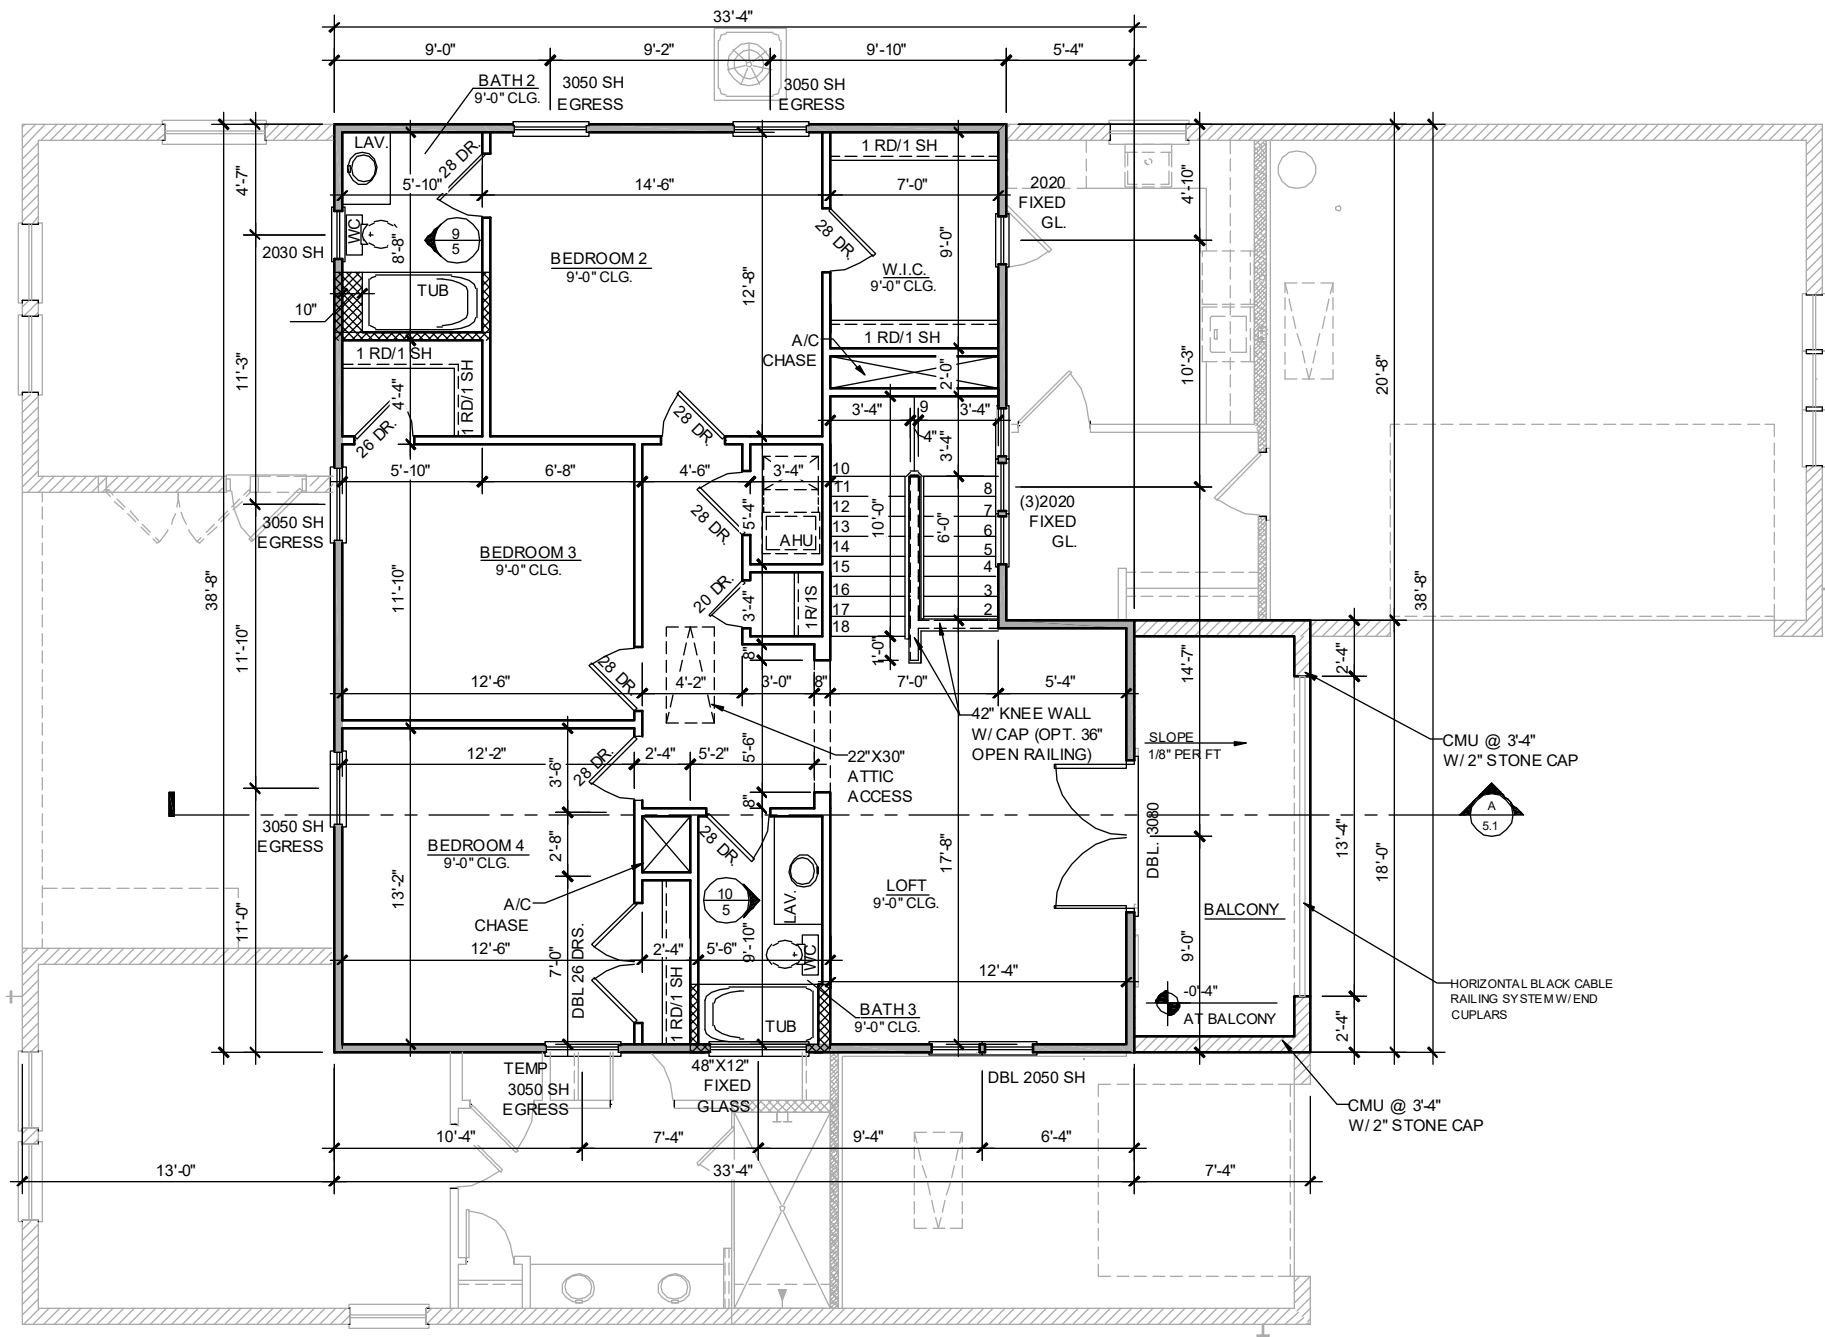 33'-4"
9'-0"
9'-2"
9'-10"
5'-4"
BATH 2
9'-0" CLG.
3050 SH
EGRESS
3050 SH
EGRESS
LAV.
28 DR.
1 RD/1 SH
4'-7"
5'-10"
14'-6"
7'-0"
2020
FIXED
GL.
4'-10"
WC
9
5
8'-8"
2030 SH
BEDROOM 2
9'-0" CLG.
28 DR.
9'-0"
W.I.C.
9'-0" CLG.
TUB
12'-8"
10"
1 RD/1 SH
1 RD/1 SH
A/C
CHASE
2'-0"
11'-3"
10'-3"
20'-8"
4'-4"
1 RD/1 SH
26 DR.
28 DR.
3'-4"
9
3'-4"
4"
3'-4"
5'-10"
6'-8"
4'-6"
3'-4"
10
11
12
13
14
15
16
17
18
8
7
6
5
4
3
2
10'-0"
6'-0"
28 DR.
5'-4"
AHU
(3)2020
FIXED
GL.
3050 SH
EGRESS
BEDROOM 3
9'-0" CLG.
11'-10"
20 DR.
3'-4"
1R/1S
38'-8"
38'-8"
11'-10"
8"
1'-0"
28 DR.
12'-6"
4'-2"
3'-0"
8"
7'-0"
5'-4"
14'-7"
2'-4"
42" KNEE WALL
W/ CAP (OPT. 36"
OPEN RAILING)
SLOPE
1/8" PER FT
CMU @ 3'-4"
W/ 2" STONE CAP
12'-2"
28 DR.
3'-6"
2'-4"
5'-2"
5'-6"
22"X30"
ATTIC
ACCESS
8"
A
5.1
3050 SH
EGRESS
BEDROOM 4
9'-0" CLG.
2'-8"
28 DR.
DBL. 3080
13'-4"
18'-0"
17'-8"
13'-2"
A/C
CHASE
10
5
LAV.
LOFT
9'-0" CLG.
BALCONY
11'-0"
12'-6"
7'-0"
DBL 26 DRS.
2'-4"
5'-6"
9'-10"
WC
12'-4"
9'-0"
-0'-4"
AT BALCONY
HORIZONTAL BLACK CABLE
RAILING SYSTEM W/ END
CUPLARS
1 RD/1 SH
TUB
BATH 3
9'-0" CLG.
2'-4"
TEMP
3050 SH
EGRESS
48"X12"
FIXED
GLASS
DBL 2050 SH
CMU @ 3'-4"
W/ 2" STONE CAP
10'-4"
7'-4"
9'-4"
6'-4"
13'-0"
33'-4"
7'-4"